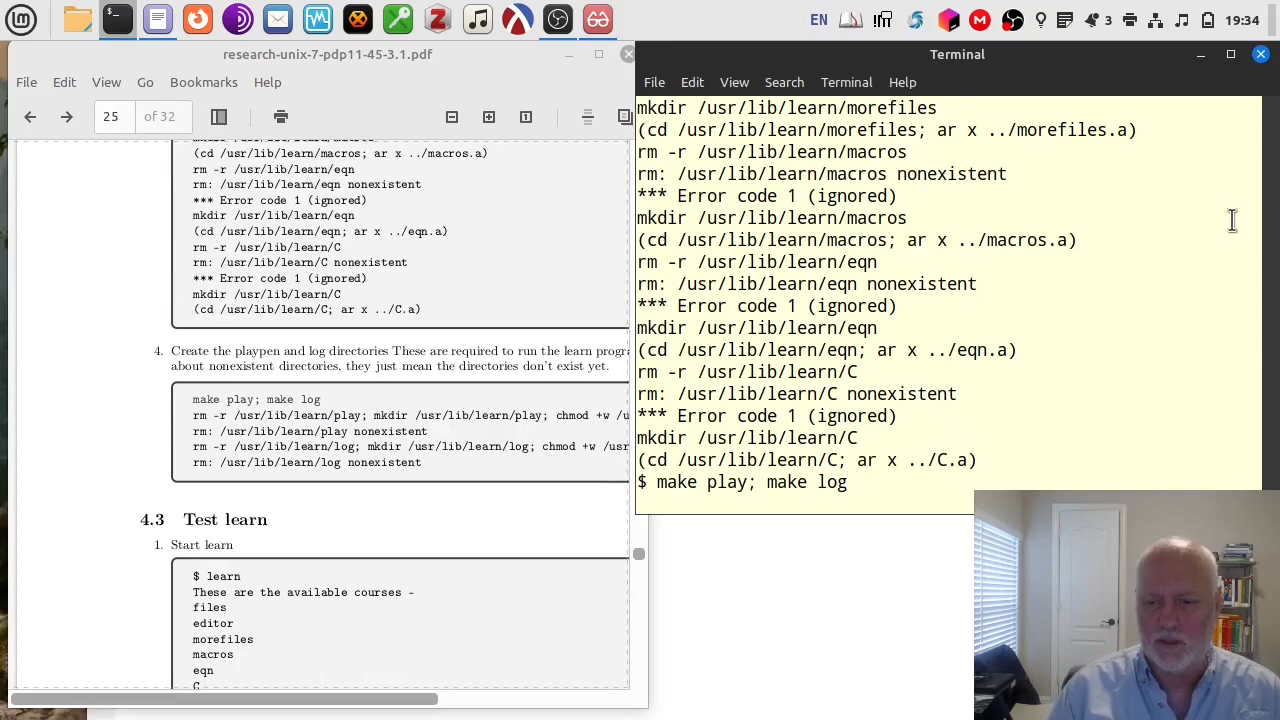 EN
3
19:34
research-unix-7-pdp11-45-3.1.pdf
File Edit View Go Bookmarks Help
25 of 32
(cd /usr/lib/learn/macros; ar x ../macros.a)
rm -r /usr/lib/learn/eqn
rm: /usr/lib/learn/eqn nonexistent
*** Error code 1 (ignored)
mkdir /usr/lib/learn/eqn
(cd /usr/lib/learn/eqn; ar x ../eqn.a)
rm -r /usr/lib/learn/C
rm: /usr/lib/learn/C nonexistent
*** Error code 1 (ignored)
mkdir /usr/lib/learn/C
(cd /usr/lib/learn/C; ar x ../C.a)
4. Create the playpen and log directories These are required to run the learn progra
about nonexistent directories, they just mean the directories don't exist yet.
make play; make log
rm -r /usr/lib/learn/play; mkdir /usr/lib/learn/play; chmod +w /u
rm: /usr/lib/learn/play nonexistent
rm -r /usr/lib/learn/log; mkdir /usr/lib/learn/log; chmod +w /usr
rm: /usr/lib/learn/log nonexistent
4.3 Test learn
1. Start learn
$ learn
These are the available courses -
files
editor
morefiles
macros
eqn
C
Terminal
File Edit View Search Terminal Help
mkdir /usr/lib/learn/morefiles
(cd /usr/lib/learn/morefiles; ar x ../morefiles.a)
rm -r /usr/lib/learn/macros
rm: /usr/lib/learn/macros nonexistent
*** Error code 1 (ignored)
mkdir /usr/lib/learn/macros
(cd /usr/lib/learn/macros; ar x ../macros.a)
rm -r /usr/lib/learn/eqn
rm: /usr/lib/learn/eqn nonexistent
*** Error code 1 (ignored)
mkdir /usr/lib/learn/eqn
(cd /usr/lib/learn/eqn; ar x ../eqn.a)
rm -r /usr/lib/learn/C
rm: /usr/lib/learn/C nonexistent
*** Error code 1 (ignored)
mkdir /usr/lib/learn/C
(cd /usr/lib/learn/C; ar x ../C.a)
$ make play; make log